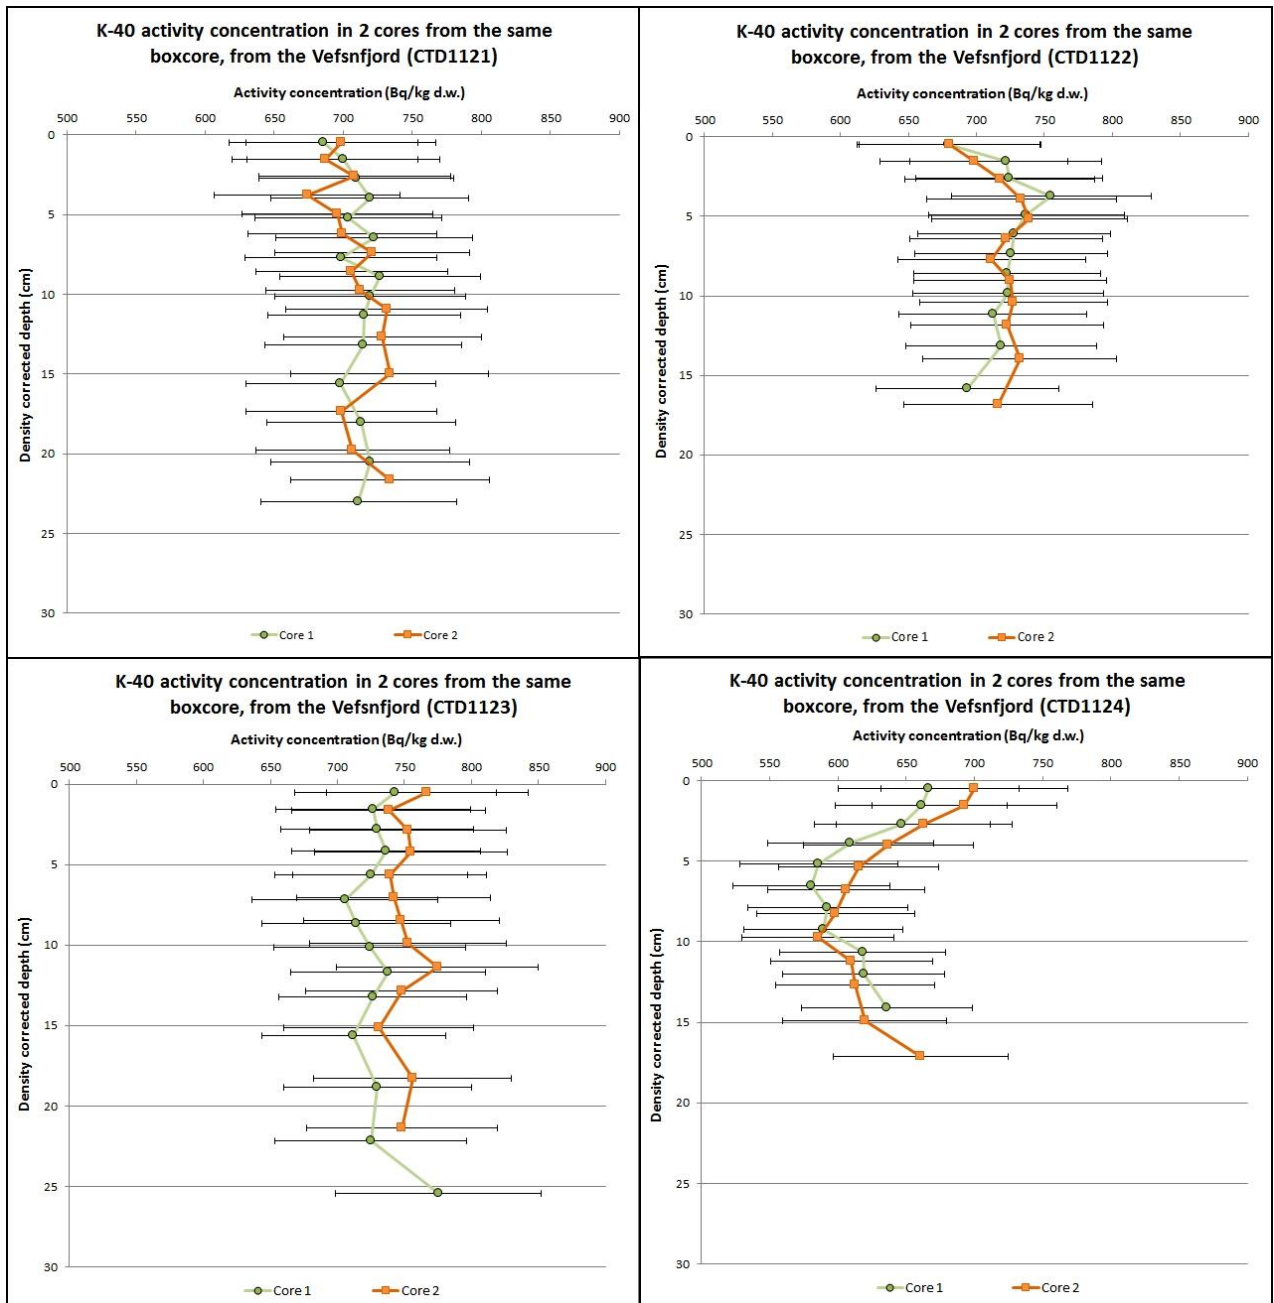 K-40 activity concentration in 2 cores from the same
boxcore, from the Vefsnfjord (CTD1121)
Activity concentration (Bq/kg d.w.)
500 550 600 650 700 750 800 850 900
0
5
10
15
20
25
30
Density corrected depth (cm)
Core 1 Core 2
K-40 activity concentration in 2 cores from the same
boxcore, from the Vefsnfjord (CTD1122)
Activity concentration (Bq/kg d.w.)
500 550 600 650 700 750 800 850 900
0
5
10
15
20
25
30
Density corrected depth (cm)
Core 1 Core 2
K-40 activity concentration in 2 cores from the same
boxcore, from the Vefsnfjord (CTD1123)
Activity concentration (Bq/kg d.w.)
500 550 600 650 700 750 800 850 900
0
5
10
15
20
25
30
Density corrected depth (cm)
Core 1 Core 2
K-40 activity concentration in 2 cores from the same
boxcore, from the Vefsnfjord (CTD1124)
Activity concentration (Bq/kg d.w.)
500 550 600 650 700 750 800 850 900
0
5
10
15
20
25
30
Density corrected depth (cm)
Core 1 Core 2